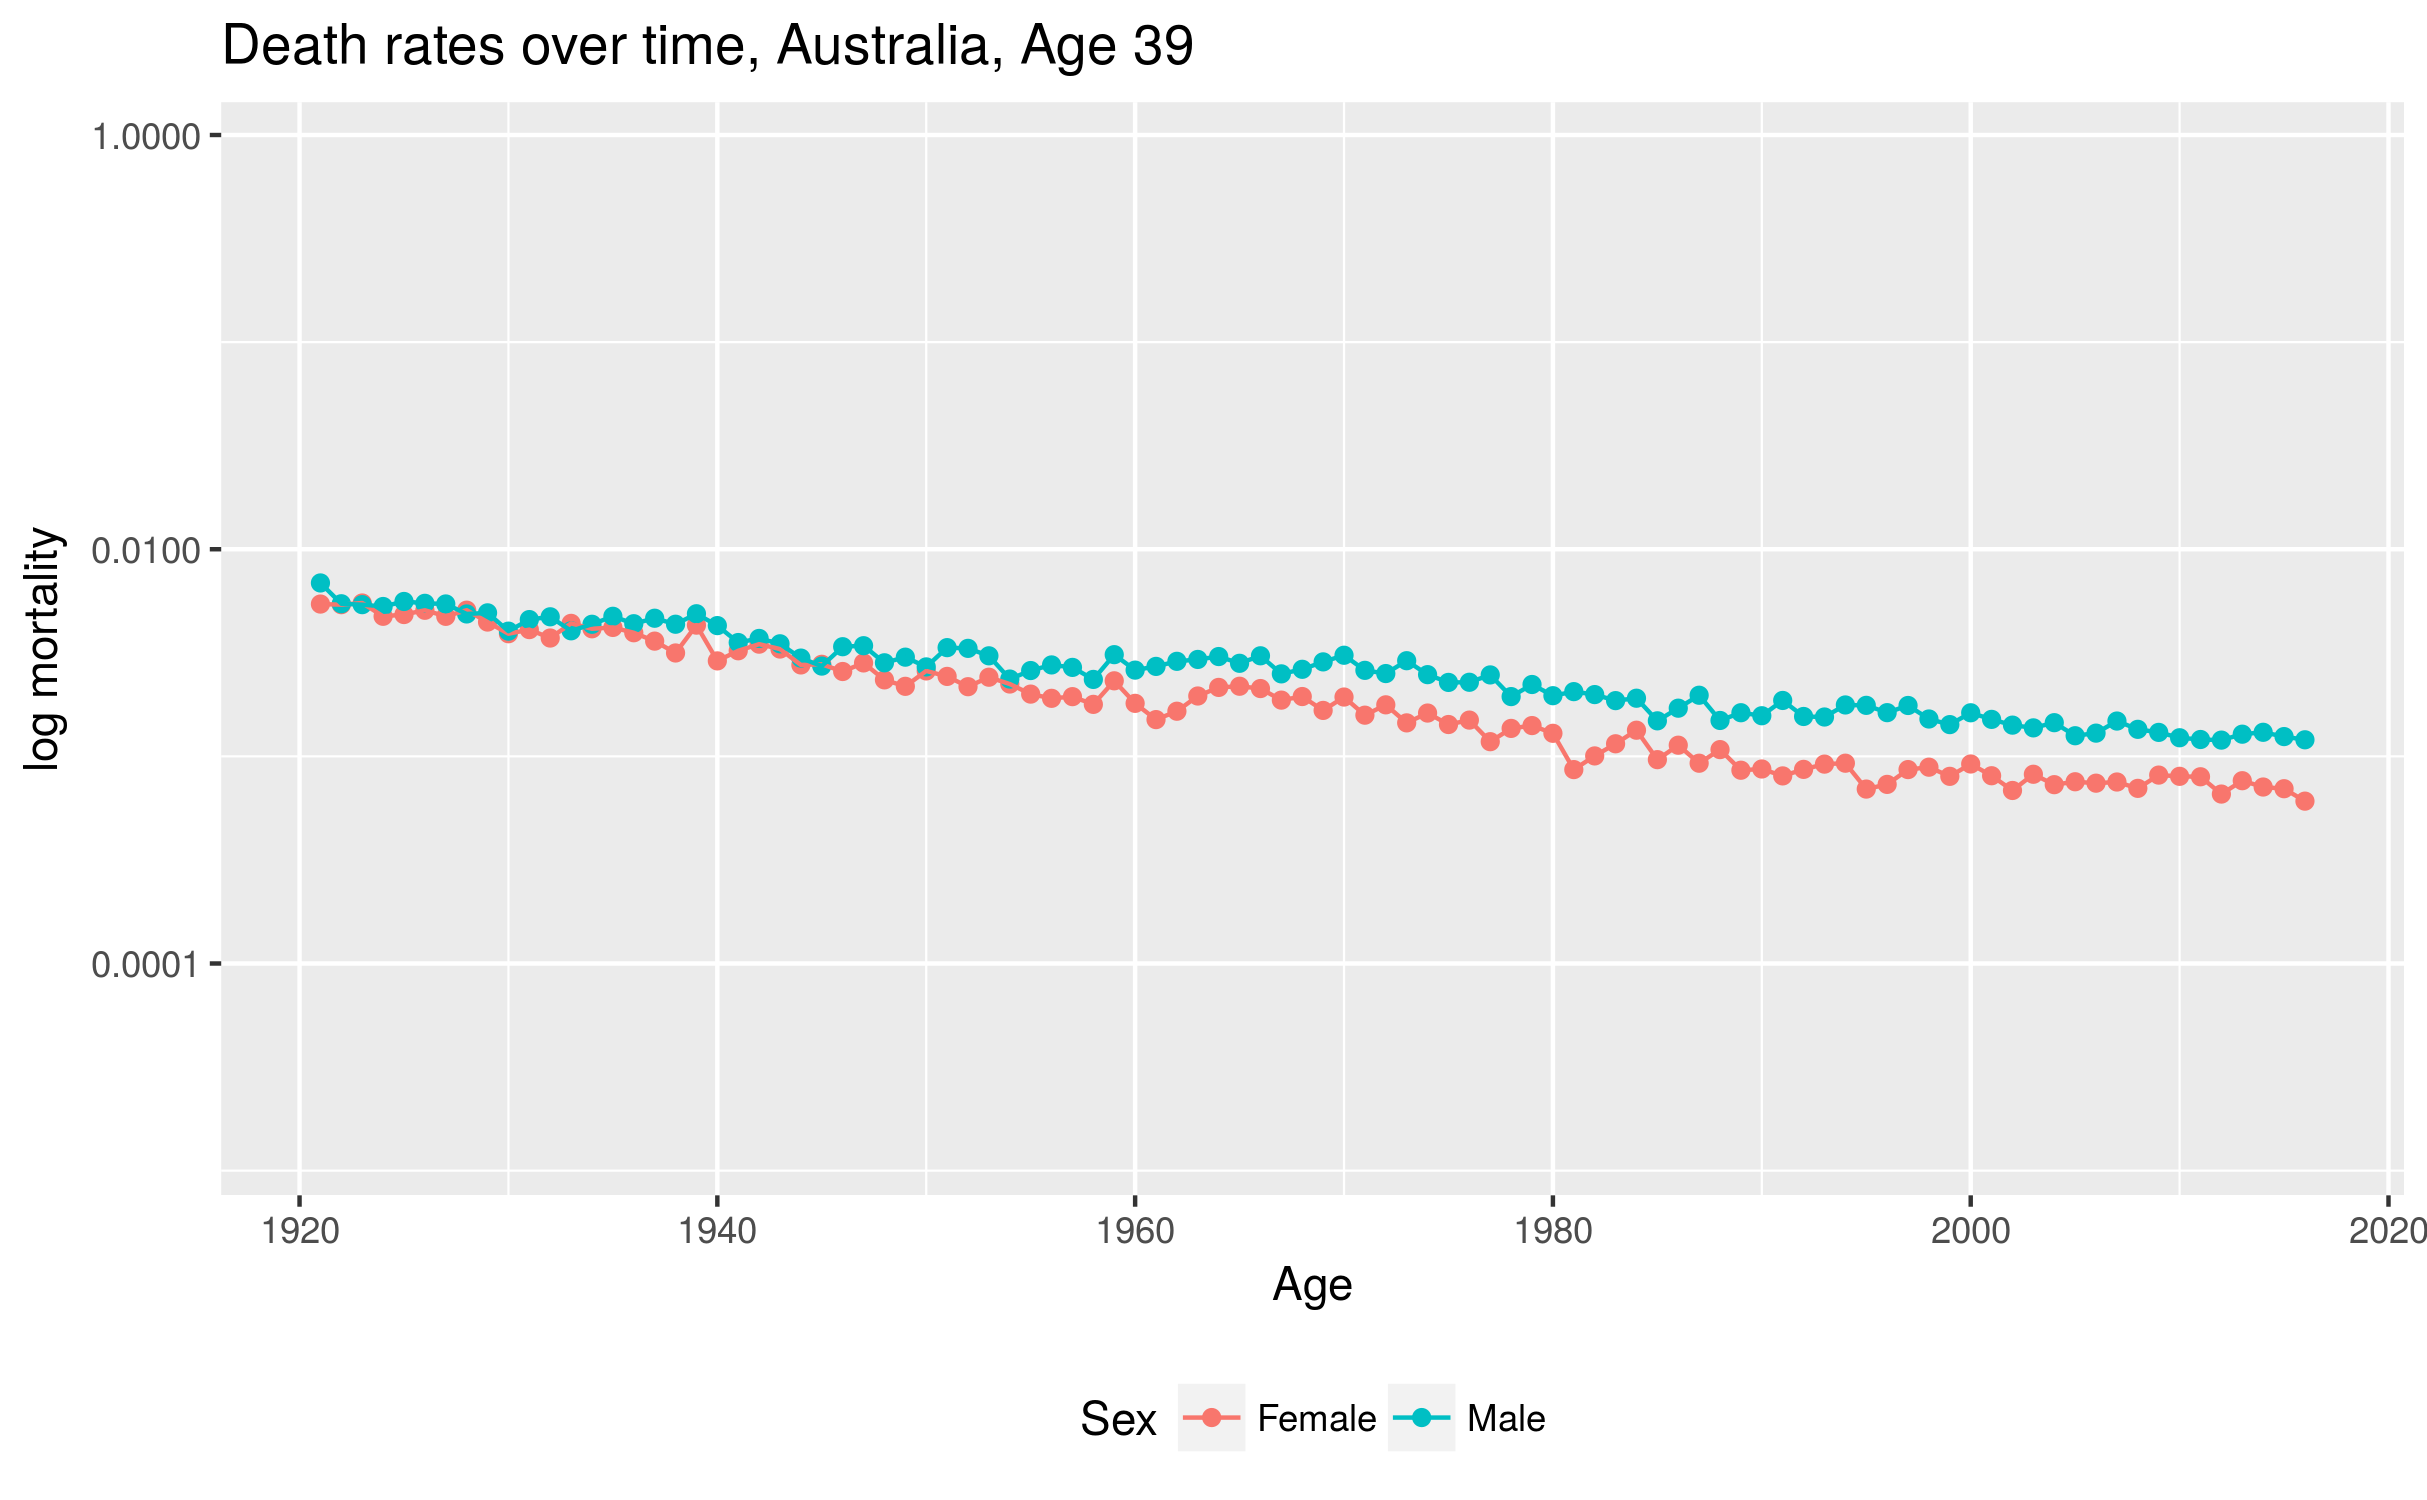 Death rates over time, Australia, Age 39
1.0000
0.0100
0.0001
log mortality
1920 1940 1960 1980 2000 2020
Age
Sex Female Male